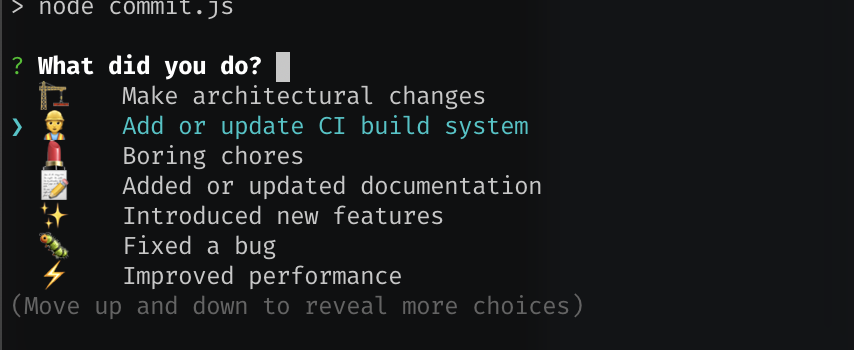 > node commit.js
? What did you do?
🏗 Make architectural changes
❯ 👷 Add or update CI build system
💄 Boring chores
📝 Added or updated documentation
✨ Introduced new features
🐛 Fixed a bug
⚡ Improved performance
(Move up and down to reveal more choices)